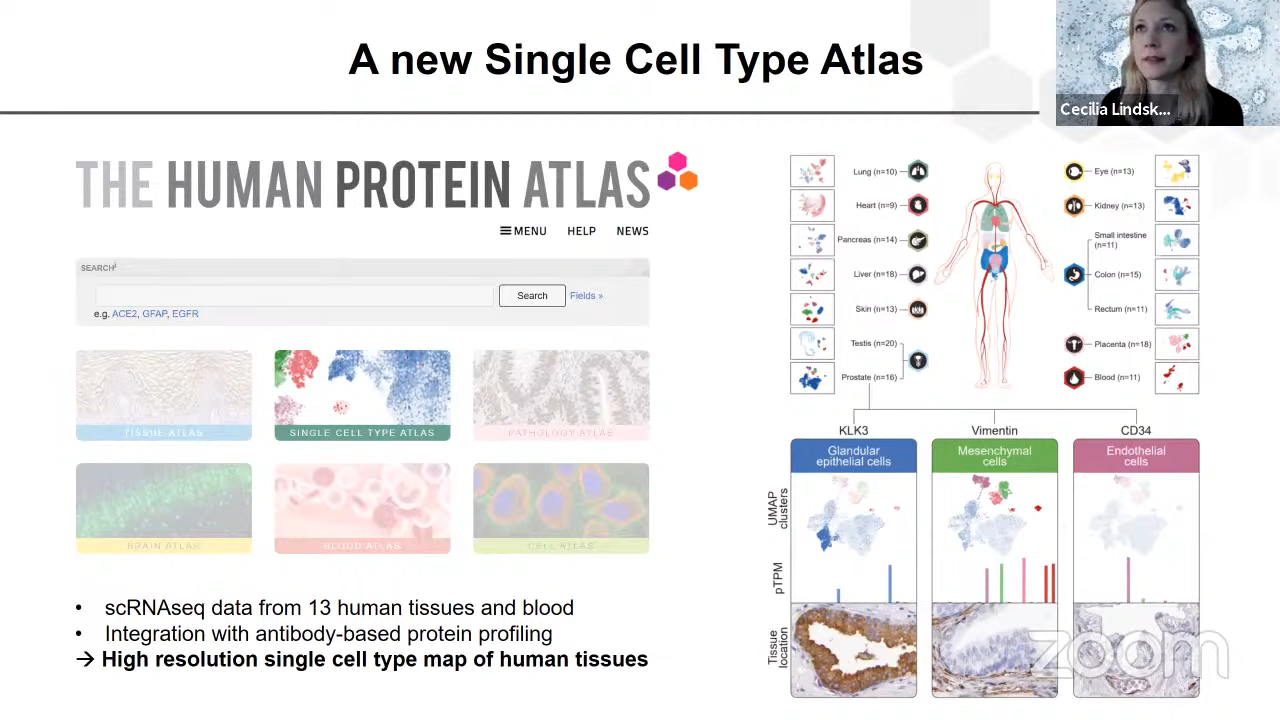 A new Single Cell Type Atlas
Cecilia Lindsk...
THE HUMAN PROTEIN ATLAS
MENU HELP NEWS
SEARCH
Search
Fields »
e.g. ACE2, GFAP, EGFR
TISSUE ATLAS
SINGLE CELL TYPE ATLAS
PATHOLOGY ATLAS
BRAIN ATLAS
BLOOD ATLAS
CELL ATLAS
• scRNAseq data from 13 human tissues and blood
• Integration with antibody-based protein profiling
→ High resolution single cell type map of human tissues
Lung (n=10)
Heart (n=9)
Pancreas (n=14)
Liver (n=18)
Skin (n=13)
Testis (n=20)
Prostate (n=16)
Eye (n=13)
Kidney (n=13)
Small intestine
(n=11)
Colon (n=15)
Rectum (n=11)
Placenta (n=18)
Blood (n=11)
KLK3
Vimentin
CD34
Glandular
epithelial cells
Mesenchymal
cells
Endothelial
cells
UMAP
clusters
pTPM
Tissue
location
zoom